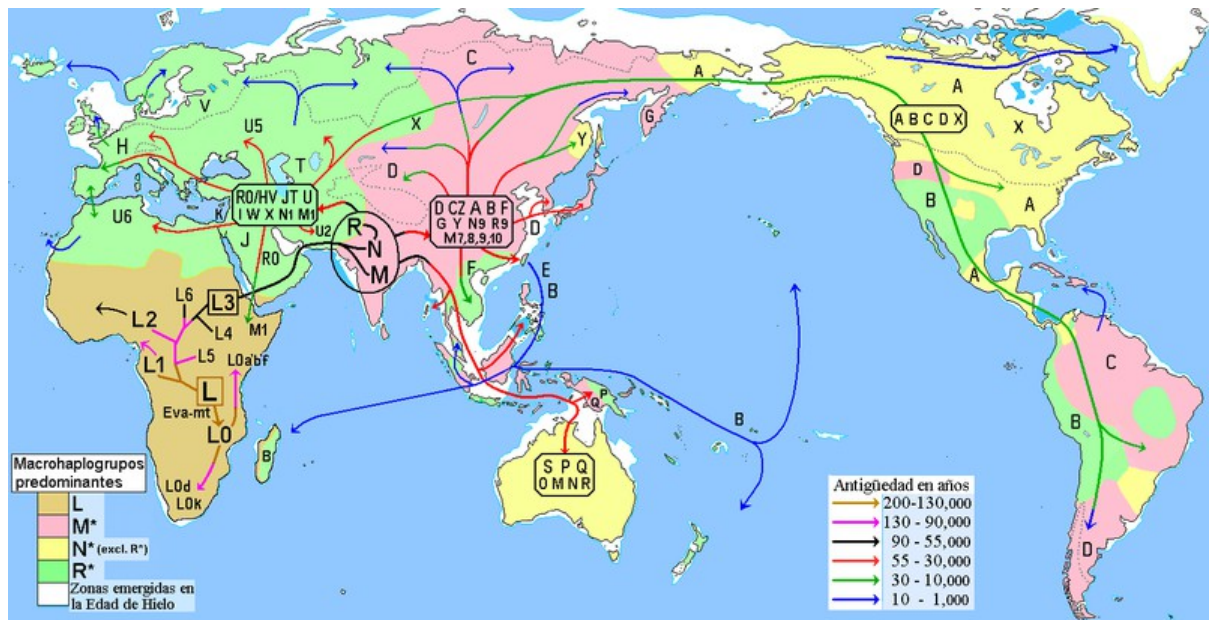 C
A
V
U5
X
G
H
T
Y
D
A B C D X
A
X
D
B
A
R0/HV JT U
I W X N1 M1
K
U2
U6
J
R0
R
N
M
D CZ A B F
G Y N9 R9
M7,8,9,10
D
F
E
B
A
L6
L3
L2
L4
M1
L1
L5
L0abf
L
Eva-mt
L0
L0d
L0k
B
P
Q
S P Q
O M N R
B
C
B
D
Macrohaplogrupos
predominantes
L
M*
N* (excl. R*)
R*
Zonas emergidas en
la Edad de Hielo
Antigüedad en años
200-130,000
130 - 90,000
90 - 55,000
55 - 30,000
30 - 10,000
10 - 1,000